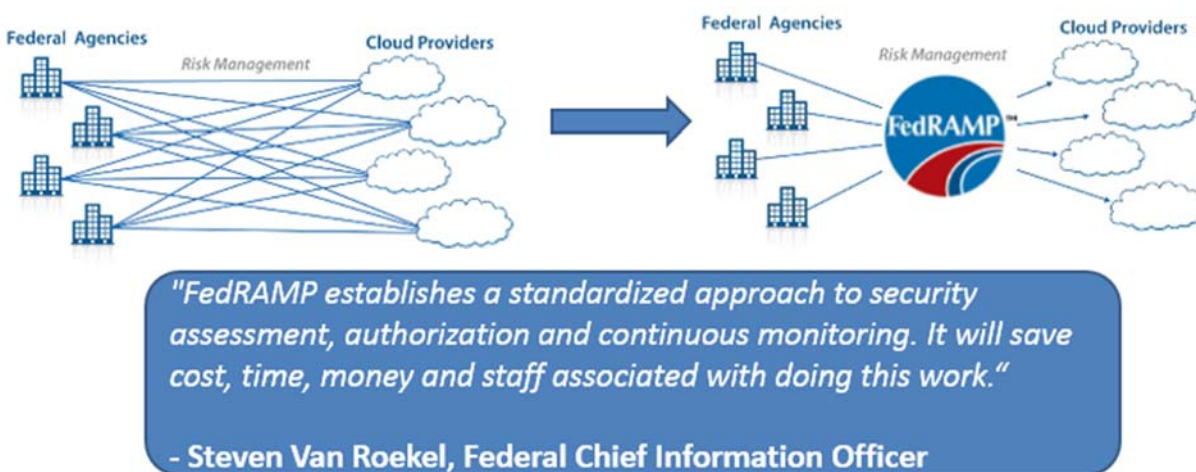 Federal Agencies
Risk Management
Cloud Providers
Federal Agencies
Risk Management
Cloud Providers
FedRAMP ™
"FedRAMP establishes a standardized approach to security
assessment, authorization and continuous monitoring. It will save
cost, time, money and staff associated with doing this work.“
- Steven Van Roekel, Federal Chief Information Officer